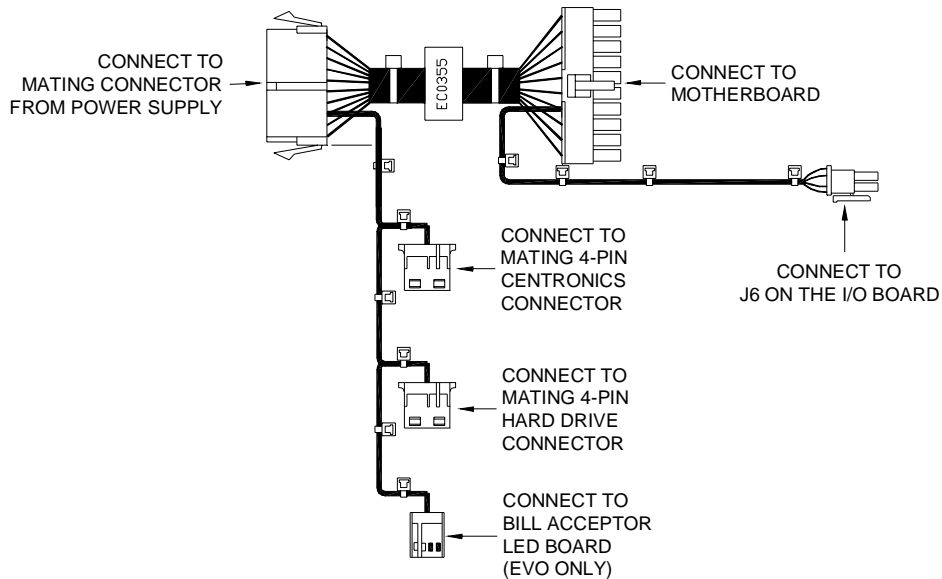 CONNECT TO
MATING CONNECTOR
FROM POWER SUPPLY
EC0355
CONNECT TO
MOTHERBOARD
CONNECT TO
J6 ON THE I/O BOARD
CONNECT TO
MATING 4-PIN
CENTRONICS
CONNECTOR
CONNECT TO
MATING 4-PIN
HARD DRIVE
CONNECTOR
CONNECT TO
BILL ACCEPTOR
LED BOARD
(EVO ONLY)